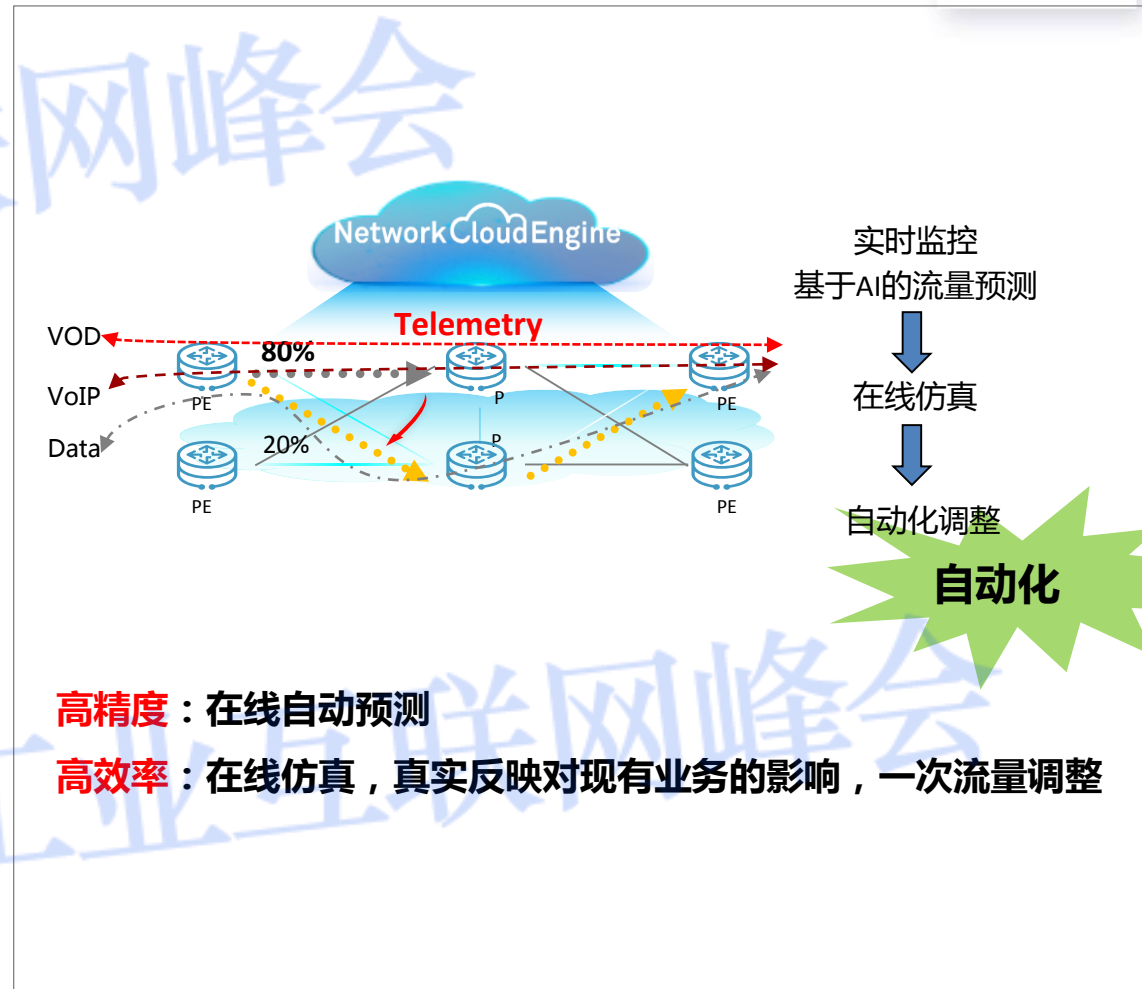 联网峰会
NetworkCloudEngine
实时监控
基于AI的流量预测
Telemetry
VOD
80%
VoIP
PE
P
PE
在线仿真
Data
20%
P
PE
PE
自动化调整
自动化
高精度：在线自动预测
高效率：在线仿真，真实反映对现有业务的影响，一次流量调整
工业互联网峰会